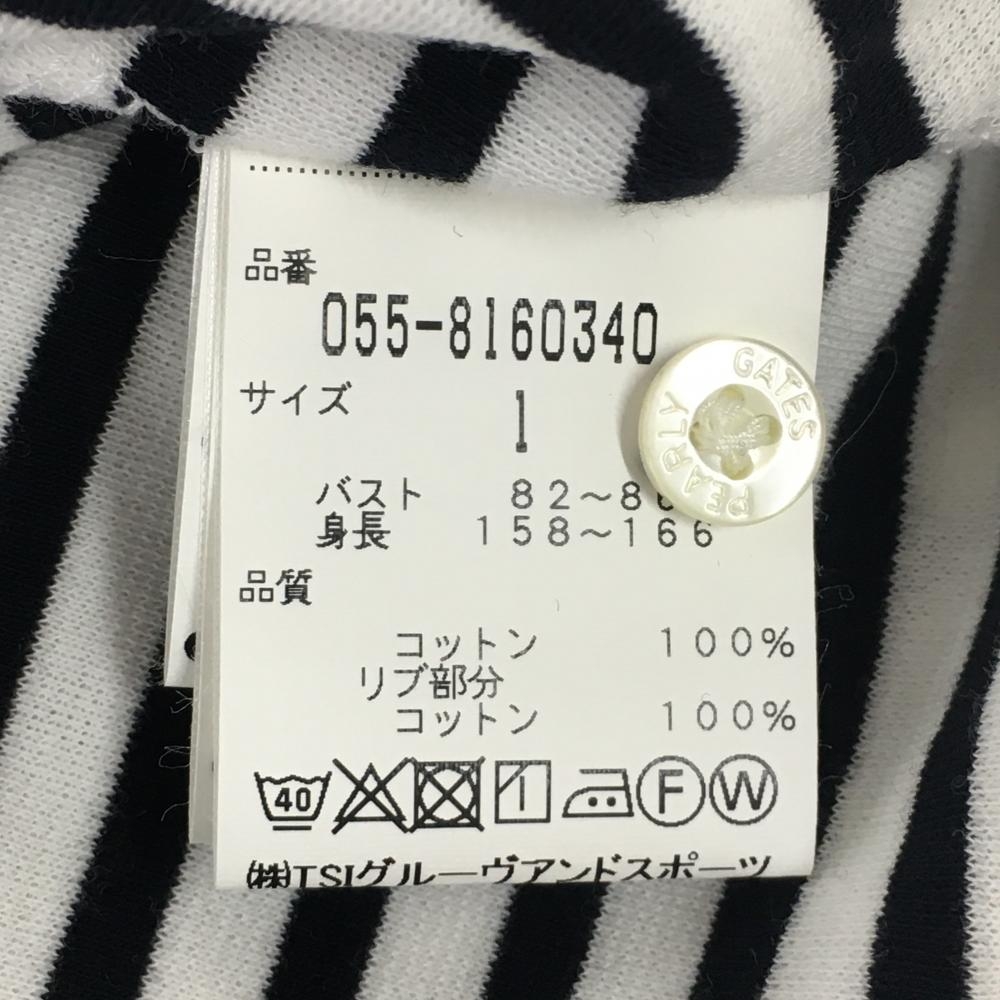 品番
055-8160340
サイズ
1
バスト 82～8
身長 158～166
品質
コットン 100%
リブ部分
コットン 100%
40 F W
(株)TSIグルーヴアンドスポーツ
PEARLY GATES